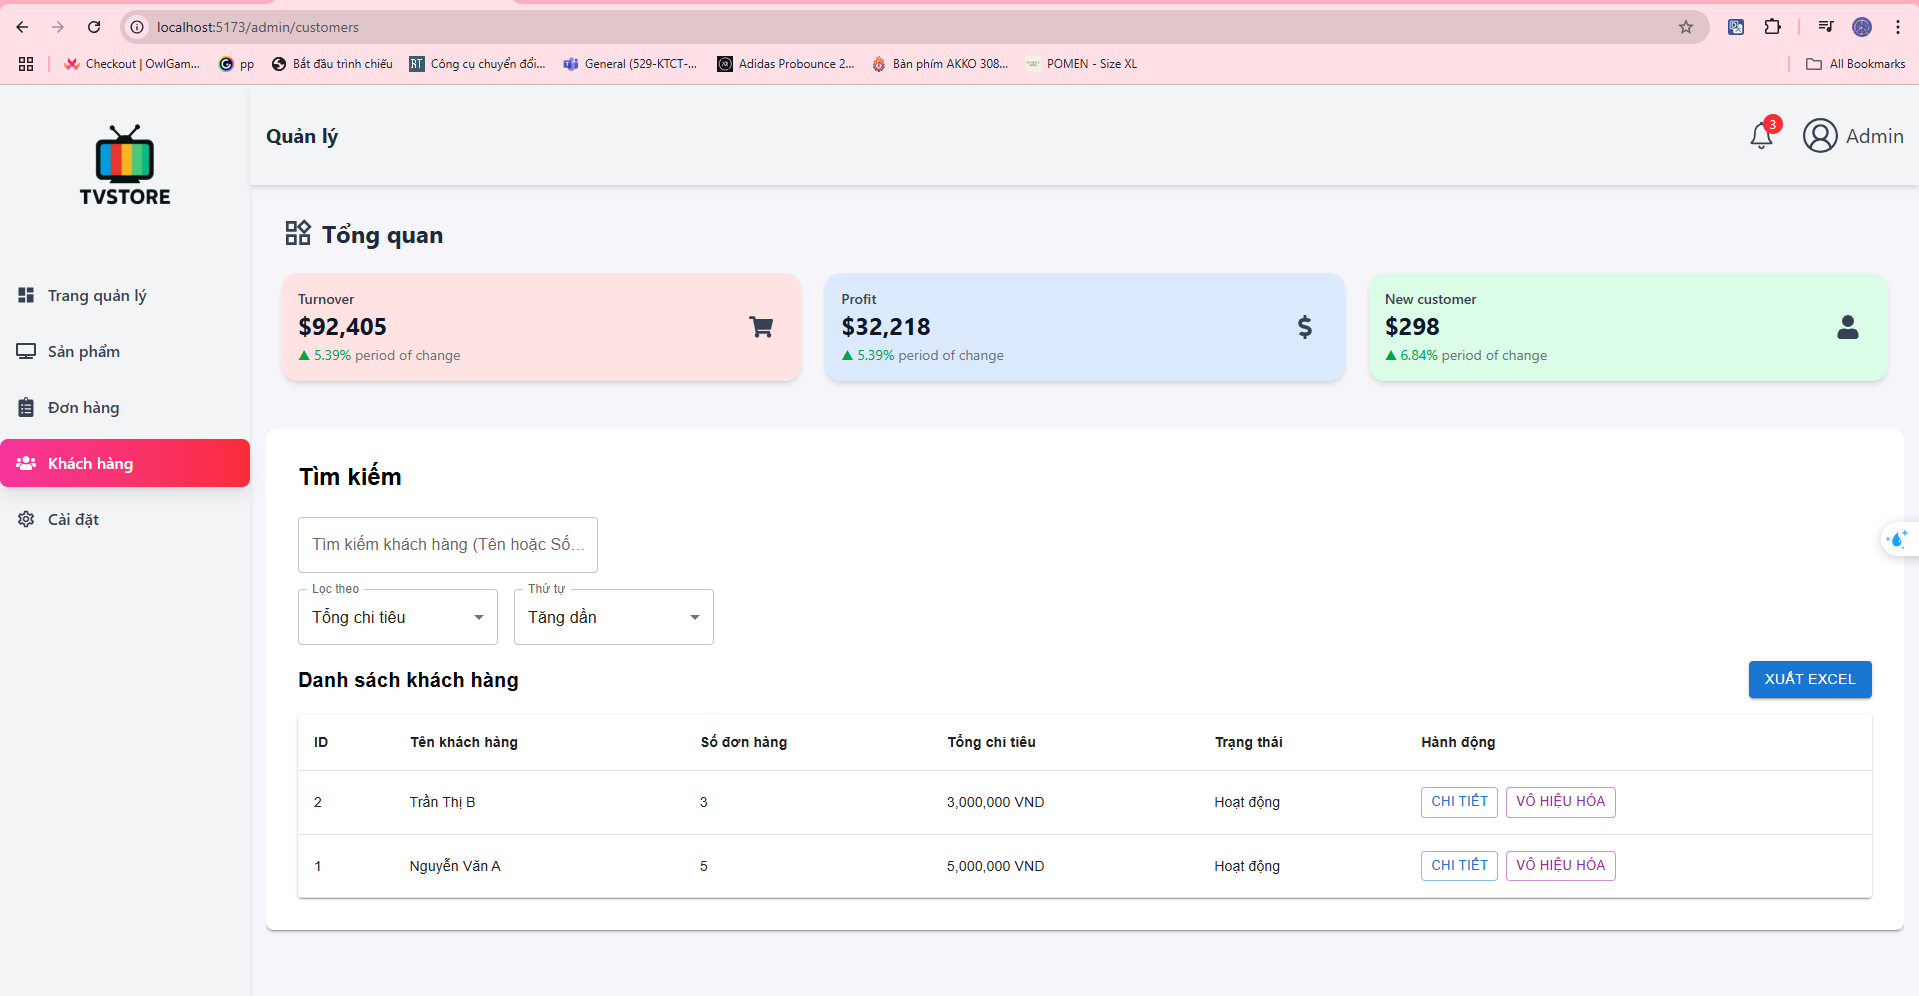 localhost:5173/admin/customers
Checkout | OwlGam...
pp
Bắt đầu trình chiếu
RT
Công cụ chuyển đổi...
General (529-KTCT-...
Adidas Probounce 2...
Bàn phím AKKO 308...
POMEN - Size XL
All Bookmarks
TVSTORE
Quản lý
3
Admin
Trang quản lý
Sản phẩm
Đơn hàng
Khách hàng
Cài đặt
Tổng quan
Turnover
$92,405
▲ 5.39% period of change
Profit
$32,218
▲ 5.39% period of change
$
New customer
$298
▲ 6.84% period of change
Tìm kiếm
Tìm kiếm khách hàng (Tên hoặc Số...
Lọc theo
Tổng chi tiêu
Thứ tự
Tăng dần
Danh sách khách hàng
XUẤT EXCEL
ID Tên khách hàng Số đơn hàng Tổng chi tiêu Trạng thái Hành động
2 Trần Thị B 3 3,000,000 VND Hoạt động CHI TIẾT VÔ HIỆU HÓA
1 Nguyễn Văn A 5 5,000,000 VND Hoạt động CHI TIẾT VÔ HIỆU HÓA